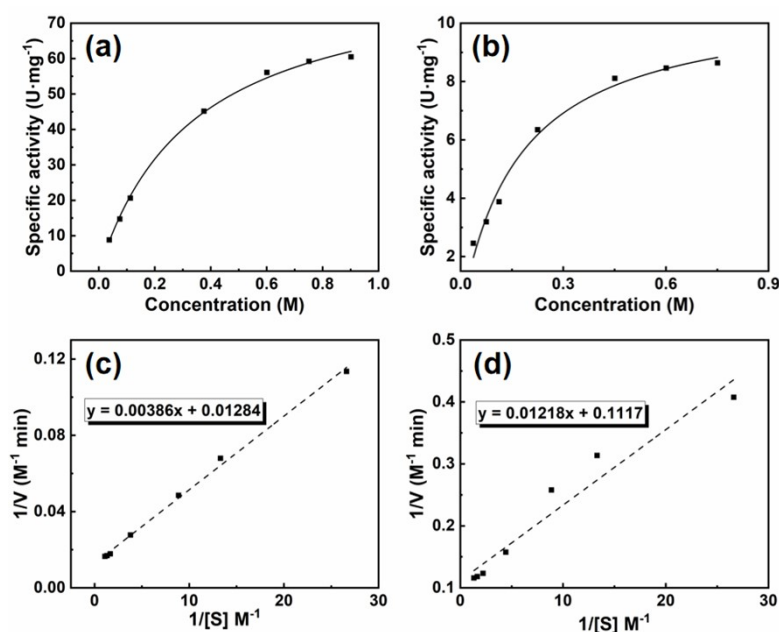 (a)
Specific activity (U·mg⁻¹)
70
60
50
40
30
20
10
0
0.0 0.2 0.4 0.6 0.8 1.0
Concentration (M)
(b)
Specific activity (U·mg⁻¹)
10
8
6
4
2
0.0 0.3 0.6 0.9
Concentration (M)
(c)
1/V (M⁻¹ min)
0.12
0.08
0.04
0.00
y = 0.00386x + 0.01284
0 10 20 30
1/[S] M⁻¹
(d)
1/V (M⁻¹ min)
0.5
0.4
0.3
0.2
0.1
y = 0.01218x + 0.1117
0 10 20 30
1/[S] M⁻¹